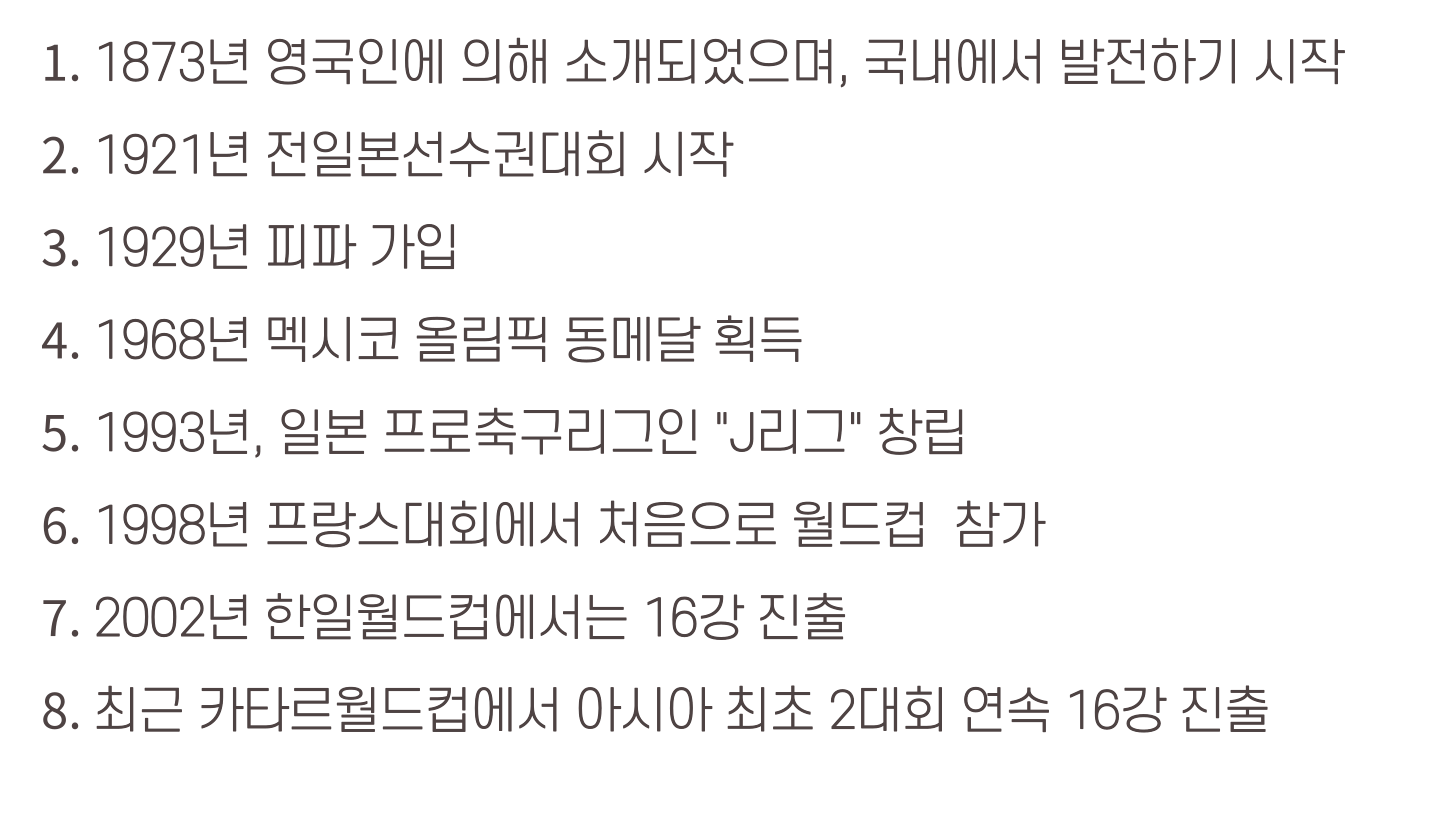 1. 1873년 영국인에 의해 소개되었으며, 국내에서 발전하기 시작
2. 1921년 전일본선수권대회 시작
3. 1929년 피파 가입
4. 1968년 멕시코 올림픽 동메달 획득
5. 1993년, 일본 프로축구리그인 "J리그" 창립
6. 1998년 프랑스대회에서 처음으로 월드컵  참가
7. 2002년 한일월드컵에서는 16강 진출
8. 최근 카타르월드컵에서 아시아 최초 2대회 연속 16강 진출